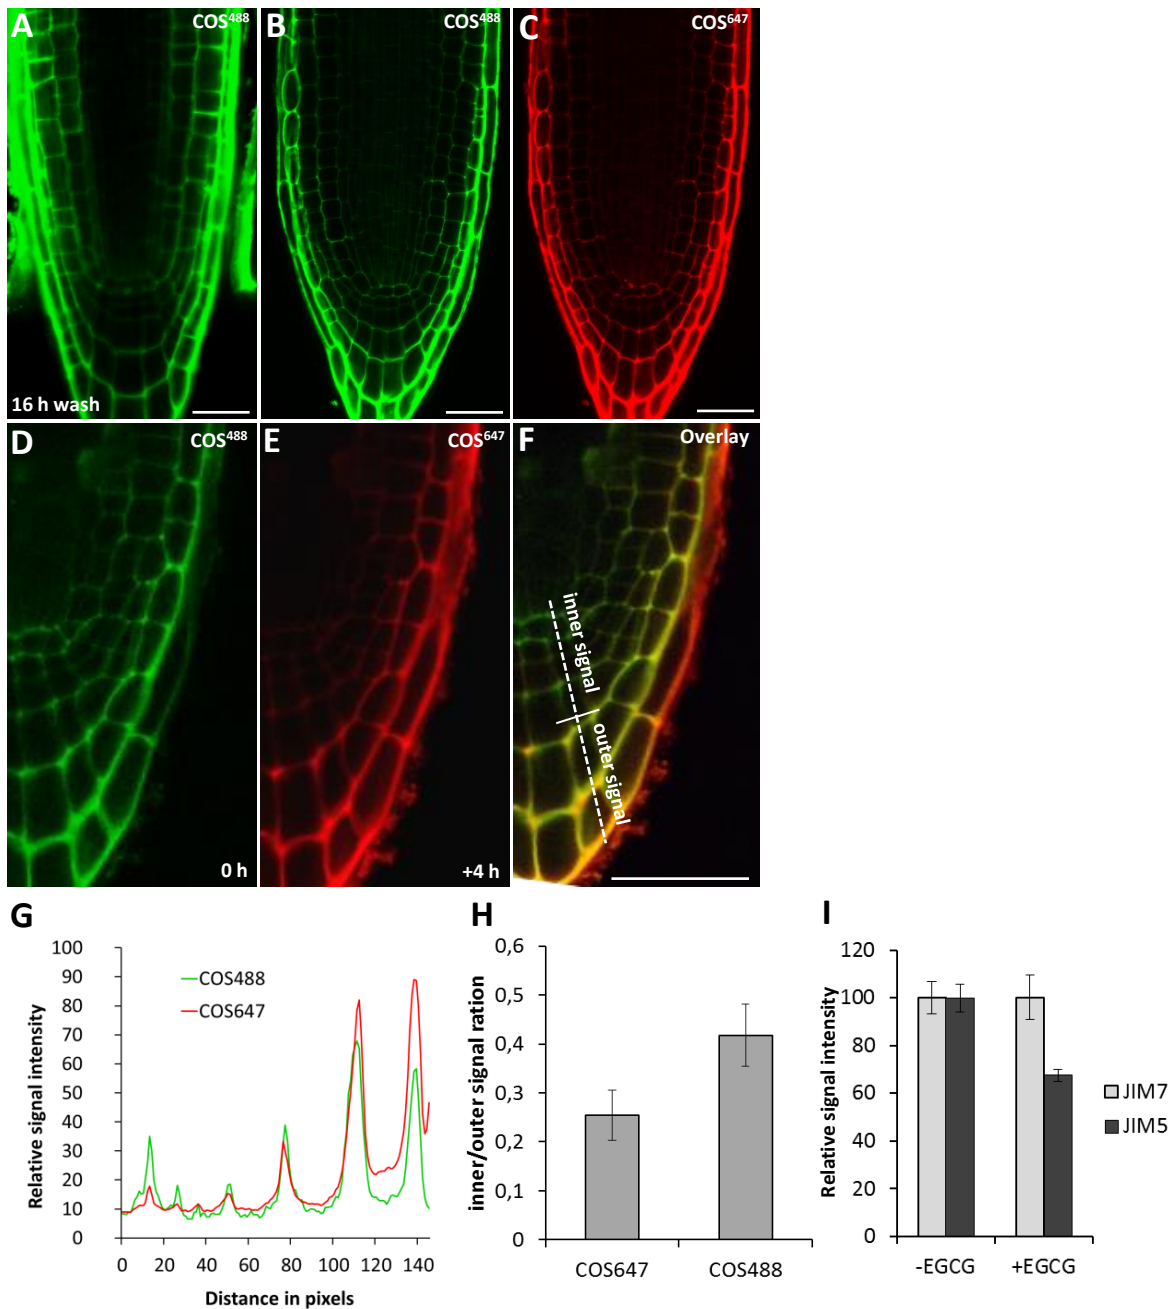 A
COS488
16 h wash
B
COS488
C
COS647
D
COS488
0 h
E
COS647
+4 h
F
Overlay
inner signal
outer signal
G
Relative signal intensity
100
90
80
70
60
50
40
30
20
10
0
COS488
COS647
0 20 40 60 80 100 120 140
Distance in pixels
H
inner/outer signal ration
0,6
0,5
0,4
0,3
0,2
0,1
0
COS647 COS488
I
Relative signal intensity
120
100
80
60
40
20
0
-EGCG +EGCG
JIM7
JIM5